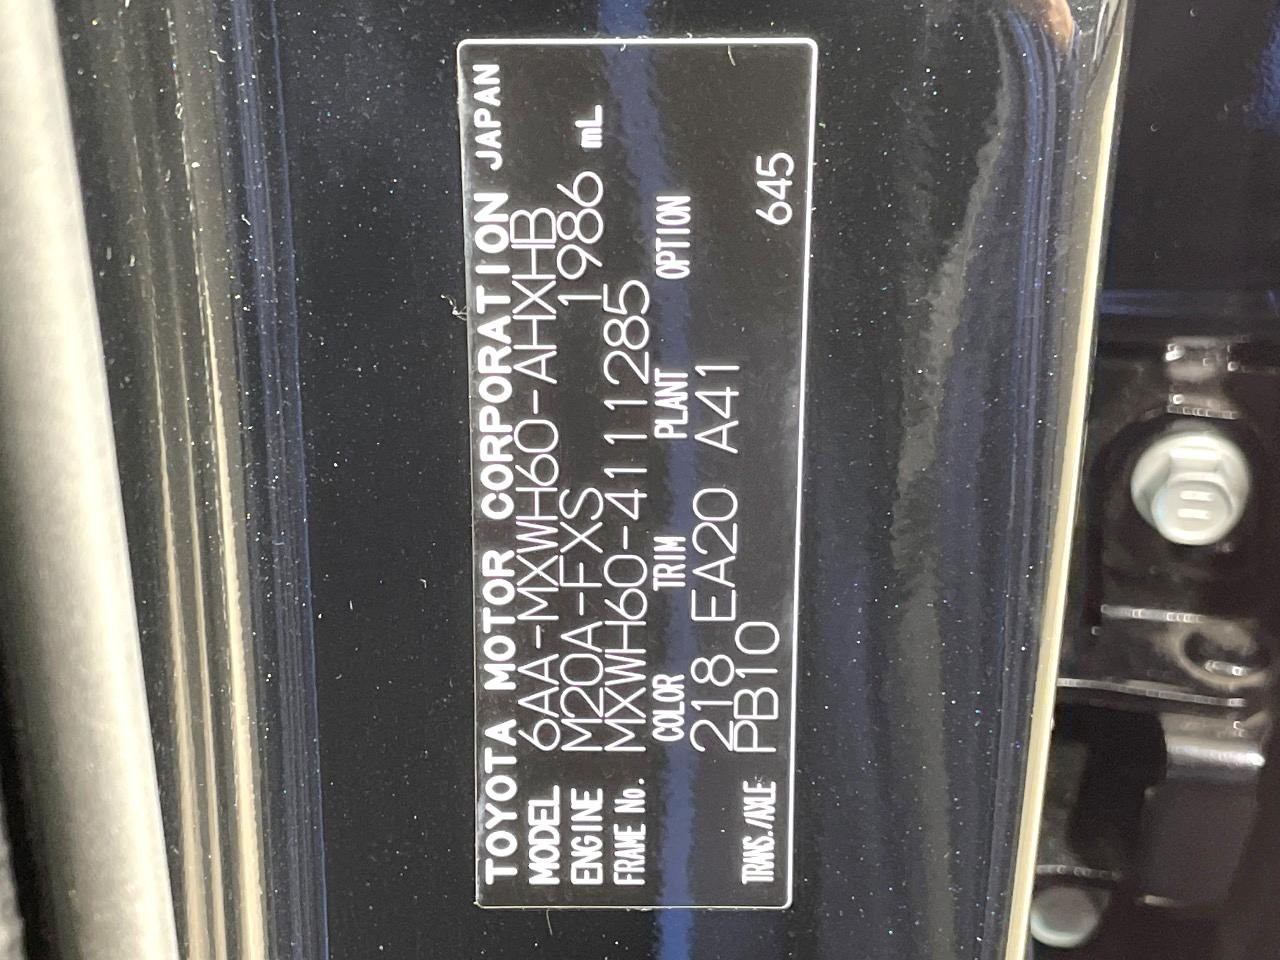 TOYOTA MOTOR CORPORATION JAPAN
MODEL 6AA-MXWH60-AHXHB
ENGINE M20A-FXS 1986 mL
FRAME No. MXWH60-4111285
COLOR TRIM PLANT OPTION
218 EA20 A41
TRANS./AXLE PB10 645